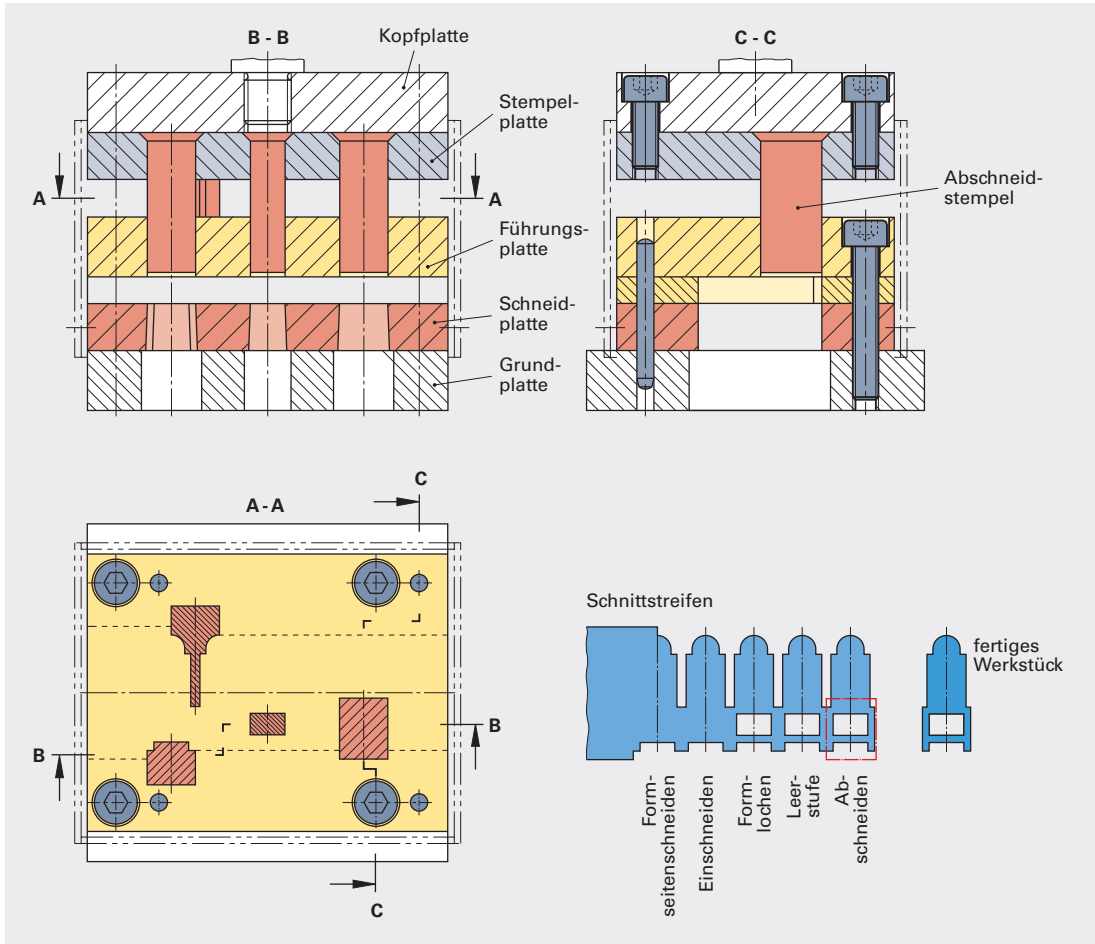 B - B
Kopfplatte
C - C
Stempel-
platte
A
A
Abschneid-
stempel
Führungs-
platte
Schneid-
platte
Grund-
platte
C
A - A
Schnittstreifen
fertiges
Werkstück
B
B
Form-
seitenschneiden
Einschneiden
Form-
lochen
Leer-
stufe
Ab-
schneiden
C